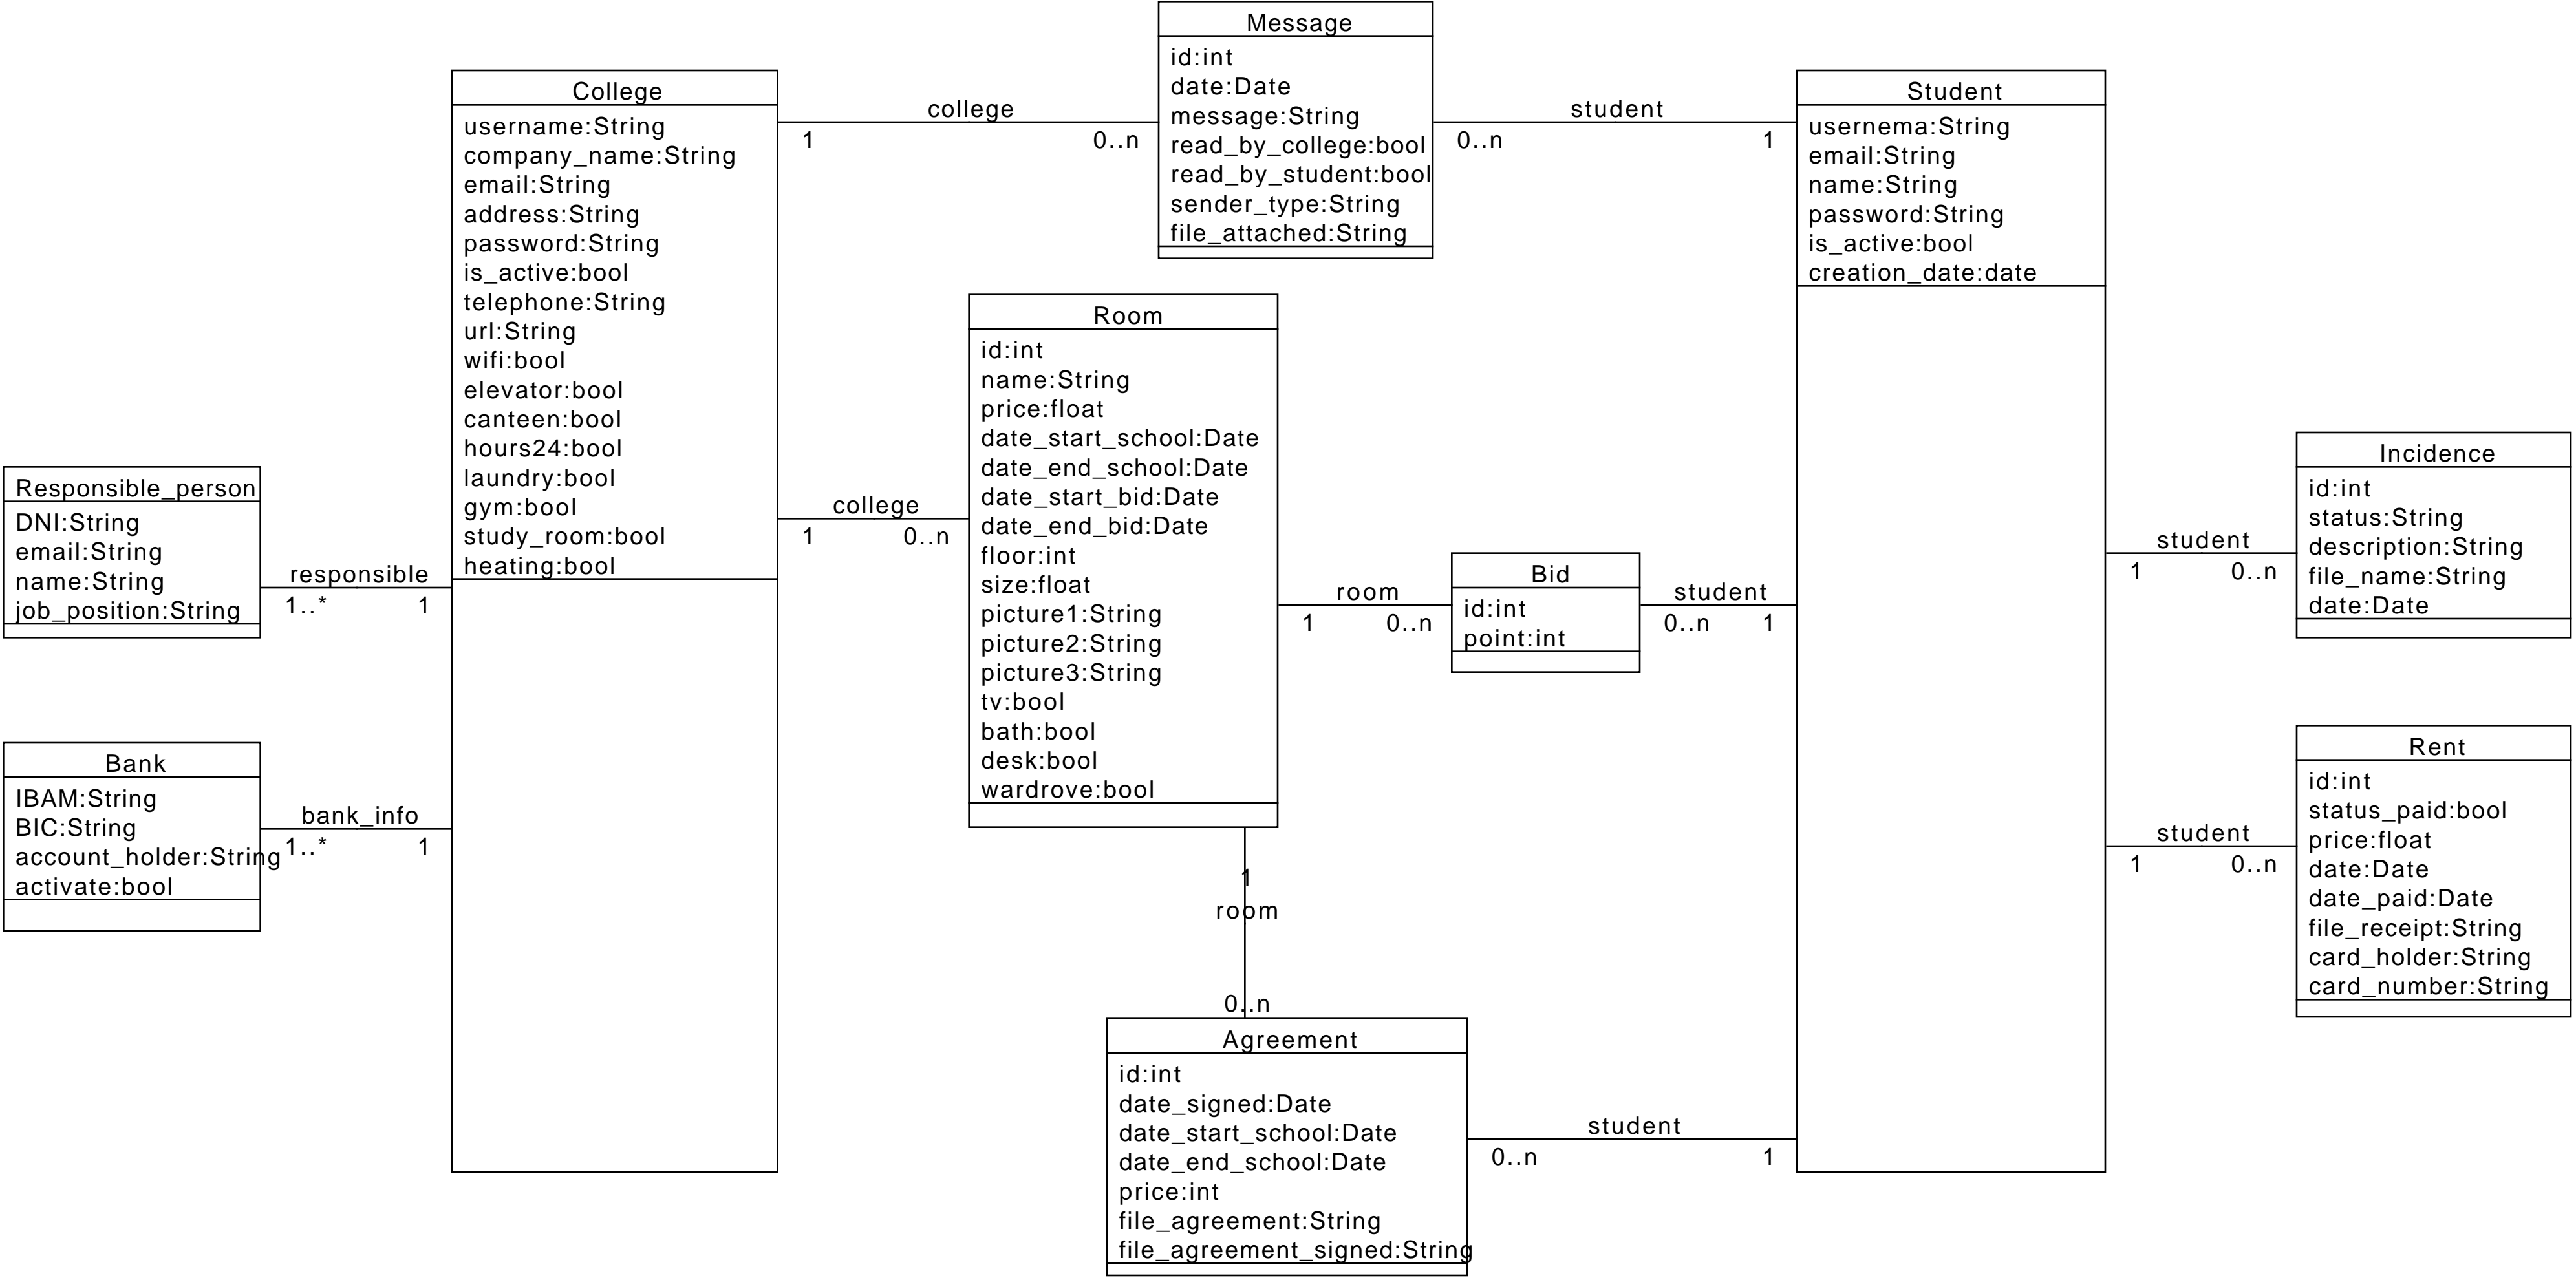 Message
id:int
date:Date
message:String
read_by_college:bool
read_by_student:bool
sender_type:String
file_attached:String
College
username:String
company_name:String
email:String
address:String
password:String
is_active:bool
telephone:String
url:String
wifi:bool
elevator:bool
canteen:bool
hours24:bool
laundry:bool
gym:bool
study_room:bool
heating:bool
college
1
0..n
student
0..n
1
Student
usernema:String
email:String
name:String
password:String
is_active:bool
creation_date:date
Room
id:int
name:String
price:float
date_start_school:Date
date_end_school:Date
date_start_bid:Date
date_end_bid:Date
floor:int
size:float
picture1:String
picture2:String
picture3:String
tv:bool
bath:bool
desk:bool
wardrove:bool
college
1
0..n
Responsible_person
DNI:String
email:String
name:String
job_position:String
responsible
1..*
1
Bid
id:int
point:int
room
1
0..n
student
0..n
1
Incidence
id:int
status:String
description:String
file_name:String
date:Date
student
1
0..n
Bank
IBAM:String
BIC:String
account_holder:String
activate:bool
bank_info
1..*
1
Rent
id:int
status_paid:bool
price:float
date:Date
date_paid:Date
file_receipt:String
card_holder:String
card_number:String
student
1
0..n
1
room
0..n
Agreement
id:int
date_signed:Date
date_start_school:Date
date_end_school:Date
price:int
file_agreement:String
file_agreement_signed:String
student
0..n
1